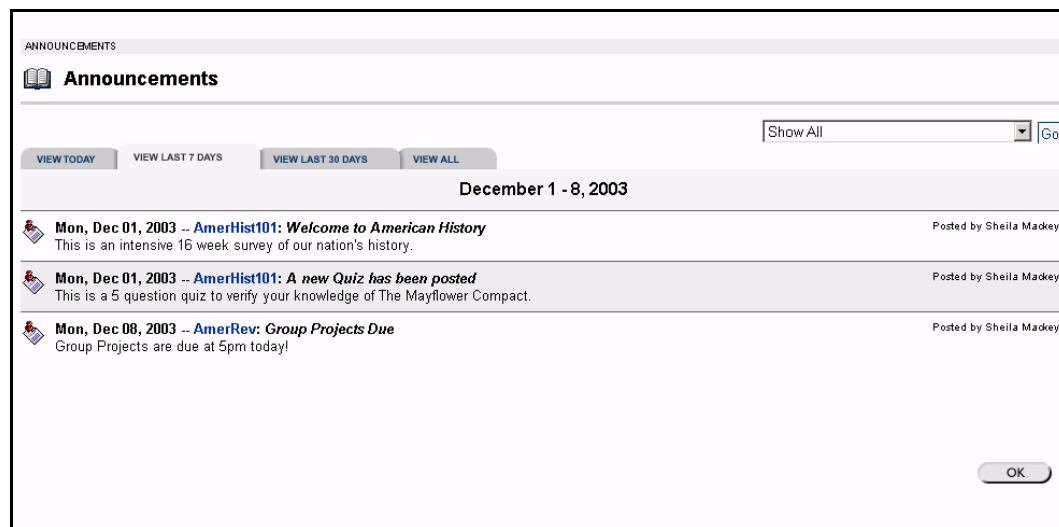 ANNOUNCEMENTS
Announcements
Show All Go
VIEW TODAY VIEW LAST 7 DAYS VIEW LAST 30 DAYS VIEW ALL
December 1 - 8, 2003
Mon, Dec 01, 2003 -- AmerHist101: Welcome to American History Posted by Sheila Mackey
This is an intensive 16 week survey of our nation's history.
Mon, Dec 01, 2003 -- AmerHist101: A new Quiz has been posted Posted by Sheila Mackey
This is a 5 question quiz to verify your knowledge of The Mayflower Compact.
Mon, Dec 08, 2003 -- AmerRev: Group Projects Due Posted by Sheila Mackey
Group Projects are due at 5pm today!
OK